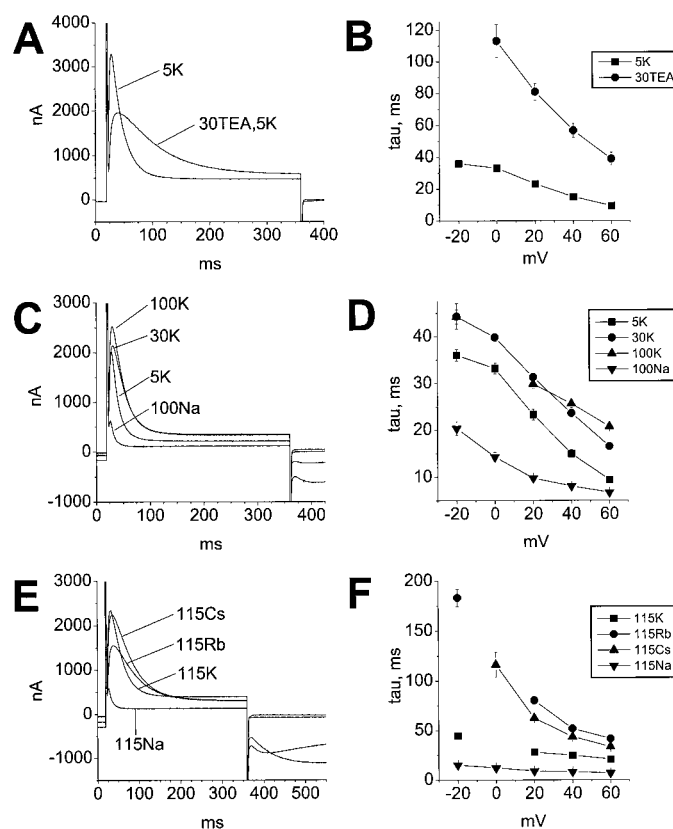 A
4000
3000
2000
1000
0
nA
5K
30TEA,5K
0 100 200 300 400
ms
B
120
100
80
60
40
20
0
tau, ms
5K
30TEA
-20 0 20 40 60
mV
C
3000
2000
1000
0
-1000
nA
100K
30K
5K
100Na
0 100 200 300 400
ms
D
40
30
20
10
tau, ms
5K
30K
100K
100Na
-20 0 20 40 60
mV
E
3000
2000
1000
0
-1000
nA
115Cs
115Rb
115K
115Na
0 100 200 300 400 500
ms
F
200
150
100
50
0
tau, ms
115K
115Rb
115Cs
115Na
-20 0 20 40 60
mV